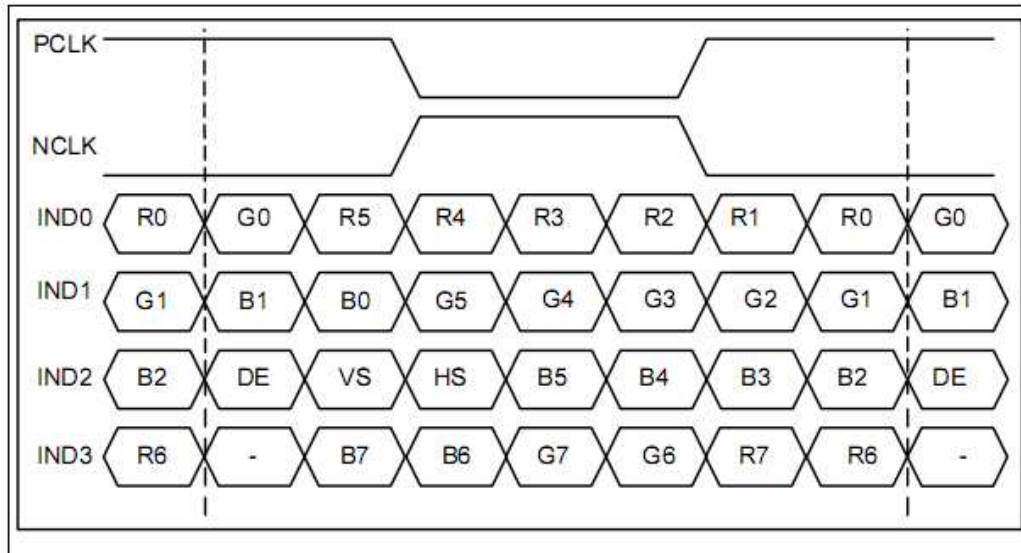 PCLK
NCLK
IND0 R0 G0 R5 R4 R3 R2 R1 R0 G0
IND1 G1 B1 B0 G5 G4 G3 G2 G1 B1
IND2 B2 DE VS HS B5 B4 B3 B2 DE
IND3 R6 - B7 B6 G7 G6 R7 R6 -